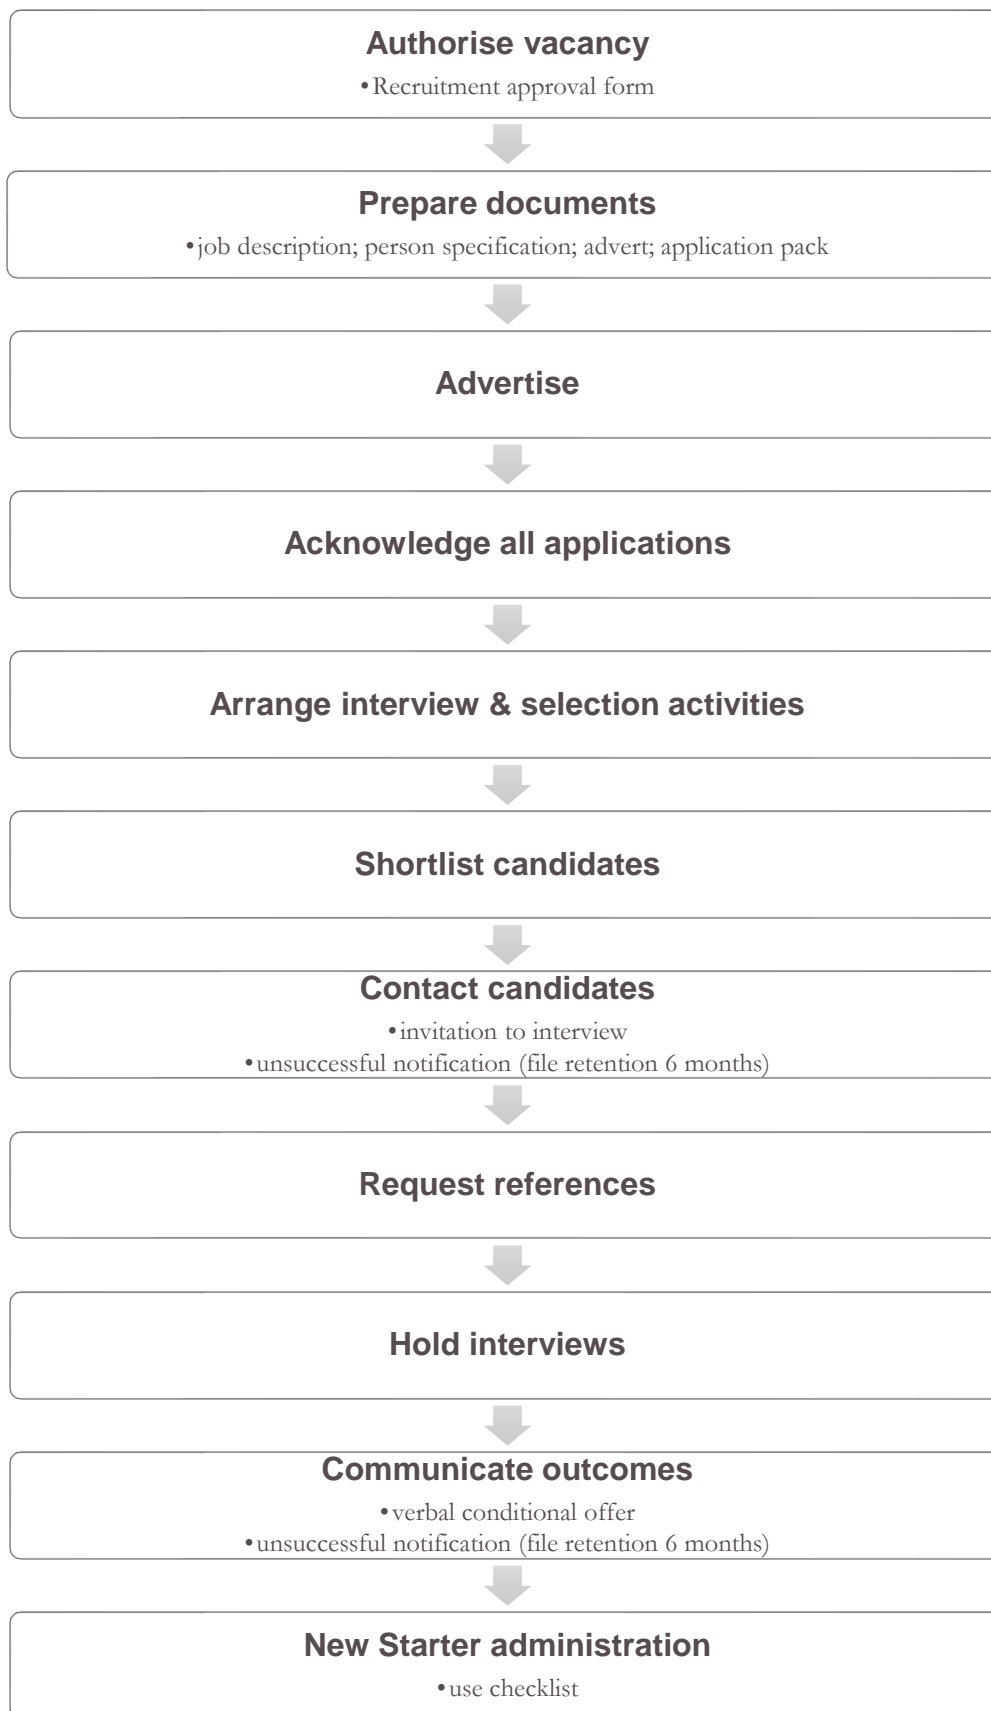 Authorise vacancy
•Recruitment approval form
Prepare documents
•job description; person specification; advert; application pack
Advertise
Acknowledge all applications
Arrange interview & selection activities
Shortlist candidates
Contact candidates
•invitation to interview
•unsuccessful notification (file retention 6 months)
Request references
Hold interviews
Communicate outcomes
•verbal conditional offer
•unsuccessful notification (file retention 6 months)
New Starter administration
•use checklist